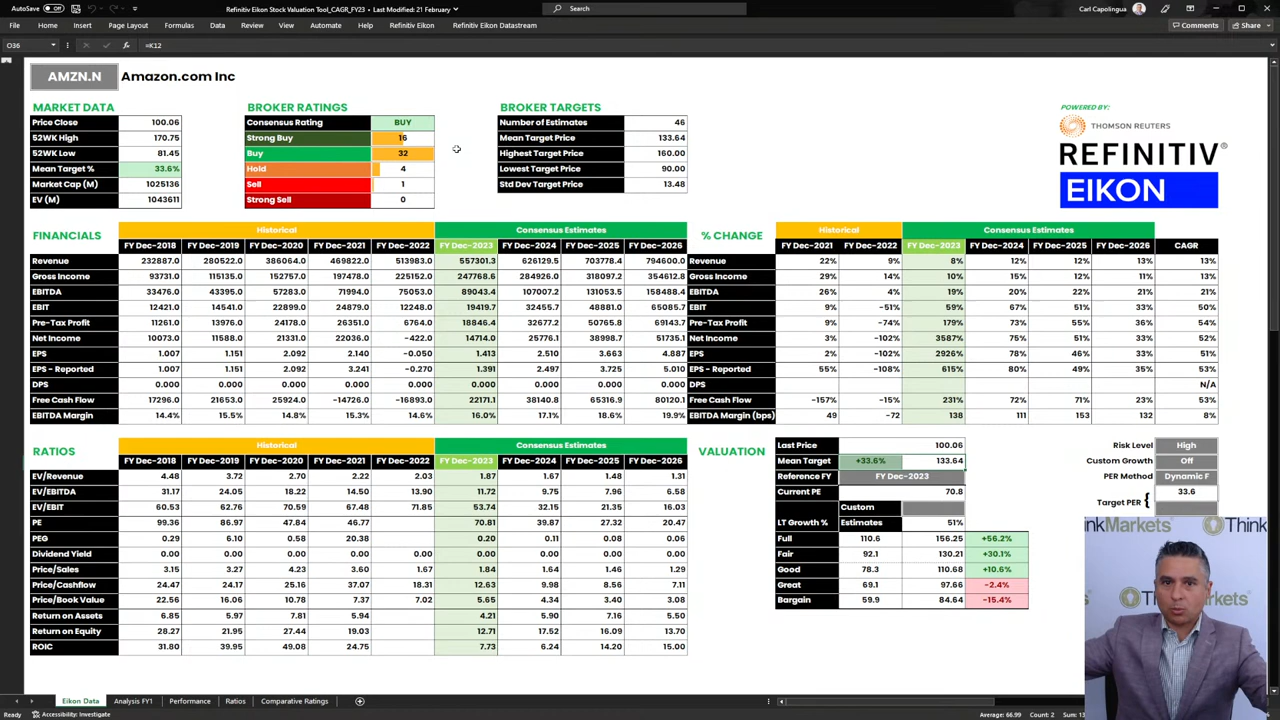 AutoSave Off Refinitiv Eikon Stock Valuation Tool_CAGR_FY23 • Last Modified: 21 February Search Carl Capolingua
File Home Insert Page Layout Formulas Data Review View Automate Help Refinitiv Eikon Refinitiv Eikon Datastream Comments Share
O36 fx =K12
AMZN.N Amazon.com Inc
MARKET DATA BROKER RATINGS BROKER TARGETS POWERED BY:
Price Close 100.06 Consensus Rating BUY Number of Estimates 46 THOMSON REUTERS
52WK High 170.75 Strong Buy 16 Mean Target Price 133.64
52WK Low 81.45 Buy 32 Highest Target Price 160.00 REFINITIV®
Mean Target % 33.6% Hold 4 Lowest Target Price 90.00
Market Cap (M) 1025136 Sell 1 Std Dev Target Price 13.48 EIKON
EV (M) 1043611 Strong Sell 0
FINANCIALS Historical Consensus Estimates % CHANGE Historical Consensus Estimates
FY Dec-2018 FY Dec-2019 FY Dec-2020 FY Dec-2021 FY Dec-2022 FY Dec-2023 FY Dec-2024 FY Dec-2025 FY Dec-2026 FY Dec-2021 FY Dec-2022 FY Dec-2023 FY Dec-2024 FY Dec-2025 FY Dec-2026 CAGR
Revenue 232887.0 280522.0 386064.0 469822.0 513983.0 557301.3 626129.5 703778.4 794600.0 Revenue 22% 9% 8% 12% 12% 13% 13%
Gross Income 93731.0 115135.0 152757.0 197478.0 225152.0 247768.6 284926.0 318097.2 354612.8 Gross Income 29% 14% 10% 15% 12% 11% 13%
EBITDA 33476.0 43395.0 57283.0 71994.0 75053.0 89043.4 107007.2 131053.5 158488.4 EBITDA 26% 4% 19% 20% 22% 21% 21%
EBIT 12421.0 14541.0 22899.0 24879.0 12248.0 19419.7 32455.7 48881.0 65085.7 EBIT 9% -51% 59% 67% 51% 33% 50%
Pre-Tax Profit 11261.0 13976.0 24178.0 26351.0 6764.0 18846.4 32677.2 50765.8 69143.7 Pre-Tax Profit 9% -74% 179% 73% 55% 36% 54%
Net Income 10073.0 11588.0 21331.0 22036.0 -422.0 14714.0 25776.1 38998.7 51735.1 Net Income 3% -102% 3587% 75% 51% 33% 52%
EPS 1.007 1.151 2.092 2.140 -0.050 1.413 2.510 3.663 4.887 EPS 2% -102% 2926% 78% 46% 33% 51%
EPS - Reported 1.007 1.151 2.092 3.241 -0.270 1.391 2.497 3.725 5.010 EPS - Reported 55% -108% 615% 80% 49% 35% 53%
DPS 0.000 0.000 0.000 0.000 0.000 0.000 0.000 0.000 0.000 DPS N/A
Free Cash Flow 17296.0 21653.0 25924.0 -14726.0 -16893.0 22171.1 38140.8 65316.9 80120.1 Free Cash Flow -157% -15% 231% 72% 71% 23% 53%
EBITDA Margin 14.4% 15.5% 14.8% 15.3% 14.6% 16.0% 17.1% 18.6% 19.9% EBITDA Margin (bps) 49 -72 138 111 153 132 8%
RATIOS Historical Consensus Estimates VALUATION Last Price 100.06 Risk Level High
FY Dec-2018 FY Dec-2019 FY Dec-2020 FY Dec-2021 FY Dec-2022 FY Dec-2023 FY Dec-2024 FY Dec-2025 FY Dec-2026 Mean Target +33.6% 133.64 Custom Growth Off
EV/Revenue 4.48 3.72 2.70 2.22 2.03 1.87 1.67 1.48 1.31 Reference FY FY Dec-2023 PER Method Dynamic F
EV/EBITDA 31.17 24.05 18.22 14.50 13.90 11.72 9.75 7.96 6.58 Current PE 70.8 Target PER { 33.6
EV/EBIT 60.53 62.76 70.59 67.48 71.85 53.74 32.15 21.35 16.03 Custom
PE 99.36 86.97 47.84 46.77 70.81 39.87 27.32 20.47 LT Growth % Estimates 51%
PEG 0.29 6.10 0.58 20.38 0.20 0.11 0.08 0.06 Full 110.6 156.25 +56.2%
Dividend Yield 0.00 0.00 0.00 0.00 0.00 0.00 0.00 0.00 0.00 Fair 92.1 130.21 +30.1%
Price/Sales 3.15 3.27 4.23 3.60 1.67 1.84 1.64 1.46 1.29 Good 78.3 110.68 +10.6%
Price/Cashflow 24.47 24.17 25.16 37.07 18.31 12.63 9.98 8.56 7.11 Great 69.1 97.66 -2.4%
Price/Book Value 22.56 16.06 10.78 7.37 7.02 5.65 4.34 3.40 3.08 Bargain 59.9 84.64 -15.4%
Return on Assets 6.85 5.97 7.81 5.94 4.21 5.90 7.16 5.50
Return on Equity 28.27 21.95 27.44 19.03 12.71 17.52 16.09 13.70
ROIC 31.80 39.95 49.08 24.75 7.73 6.24 14.20 15.00
inkMarkets Think
ThinkMarkets
Eikon Data Analysis FY1 Performance Ratios Comparative Ratings
Ready Accessibility: Investigate Average: 66.99 Count: 2